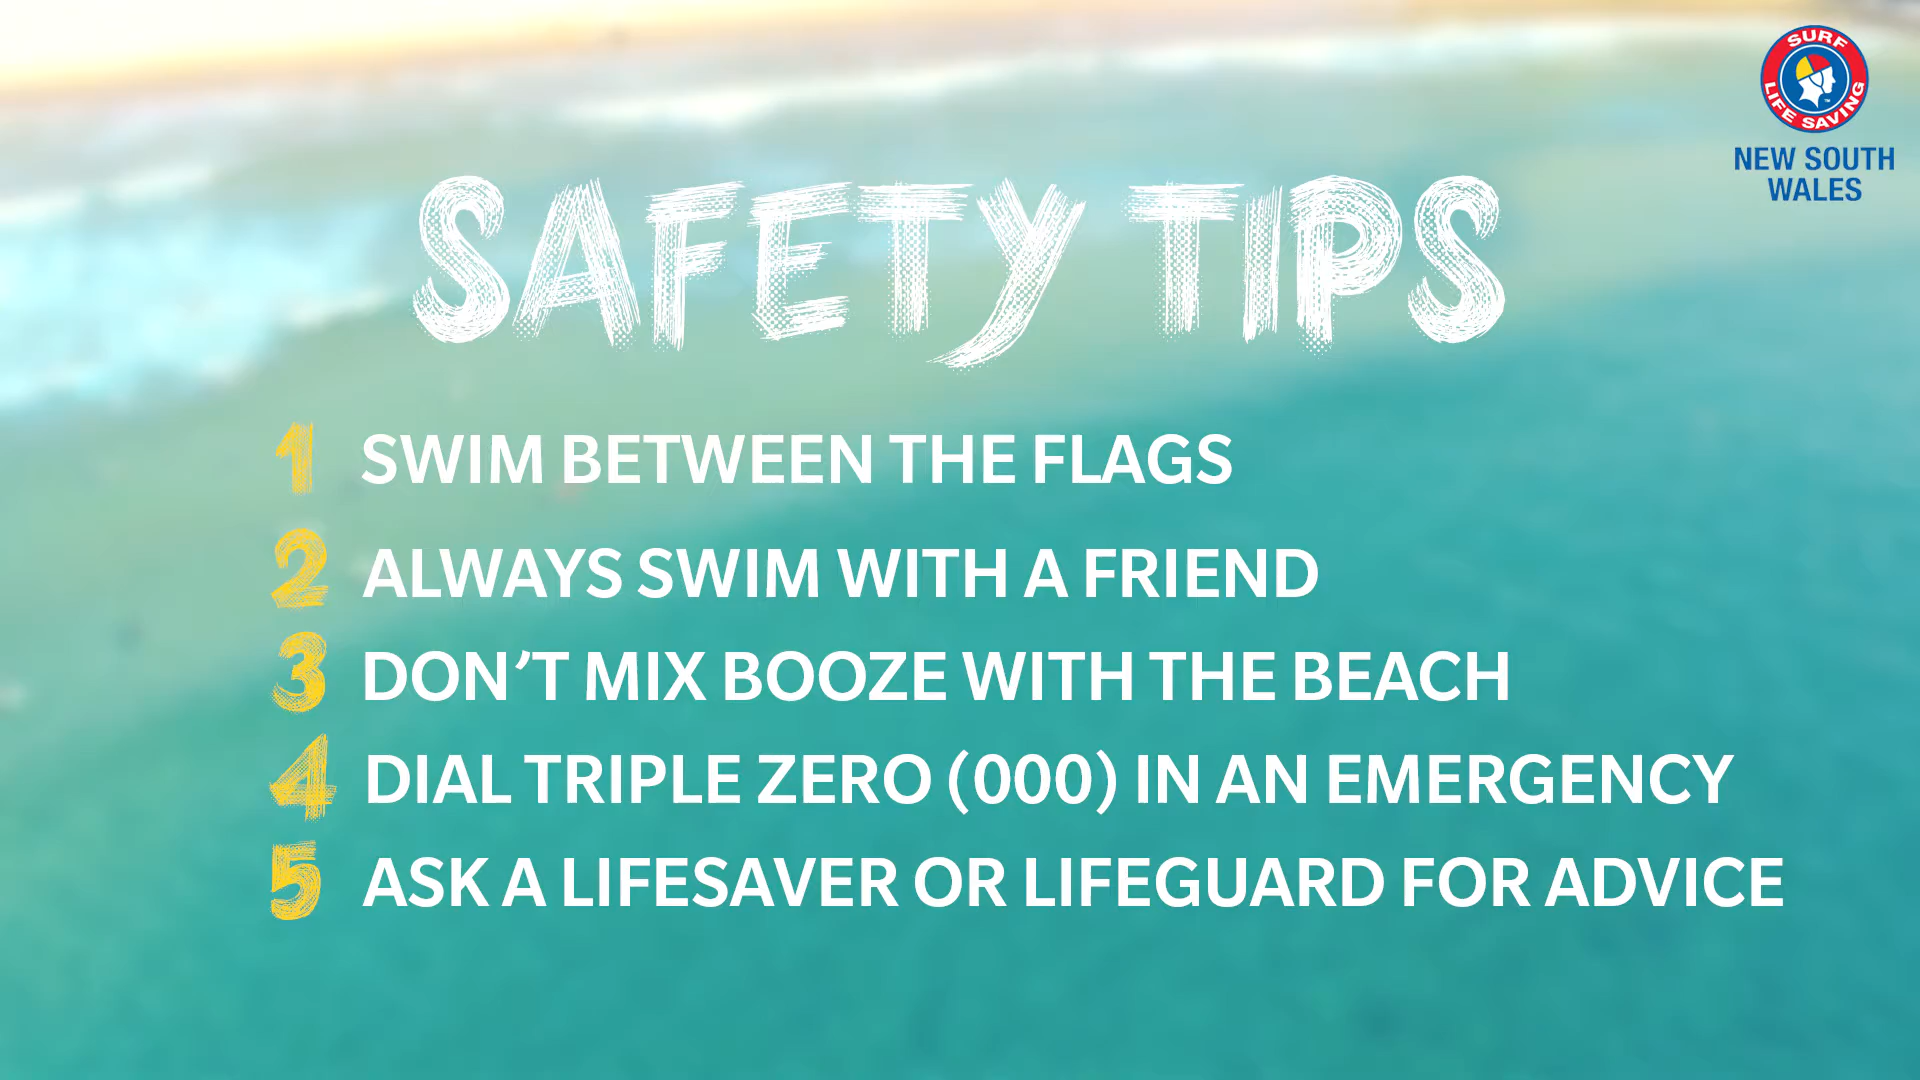 SURF
LIFE SAVING
NEW SOUTH
WALES
SAFETY TIPS
1 SWIM BETWEEN THE FLAGS
2 ALWAYS SWIM WITH A FRIEND
3 DON’T MIX BOOZE WITH THE BEACH
4 DIAL TRIPLE ZERO (000) IN AN EMERGENCY
5 ASK A LIFESAVER OR LIFEGUARD FOR ADVICE